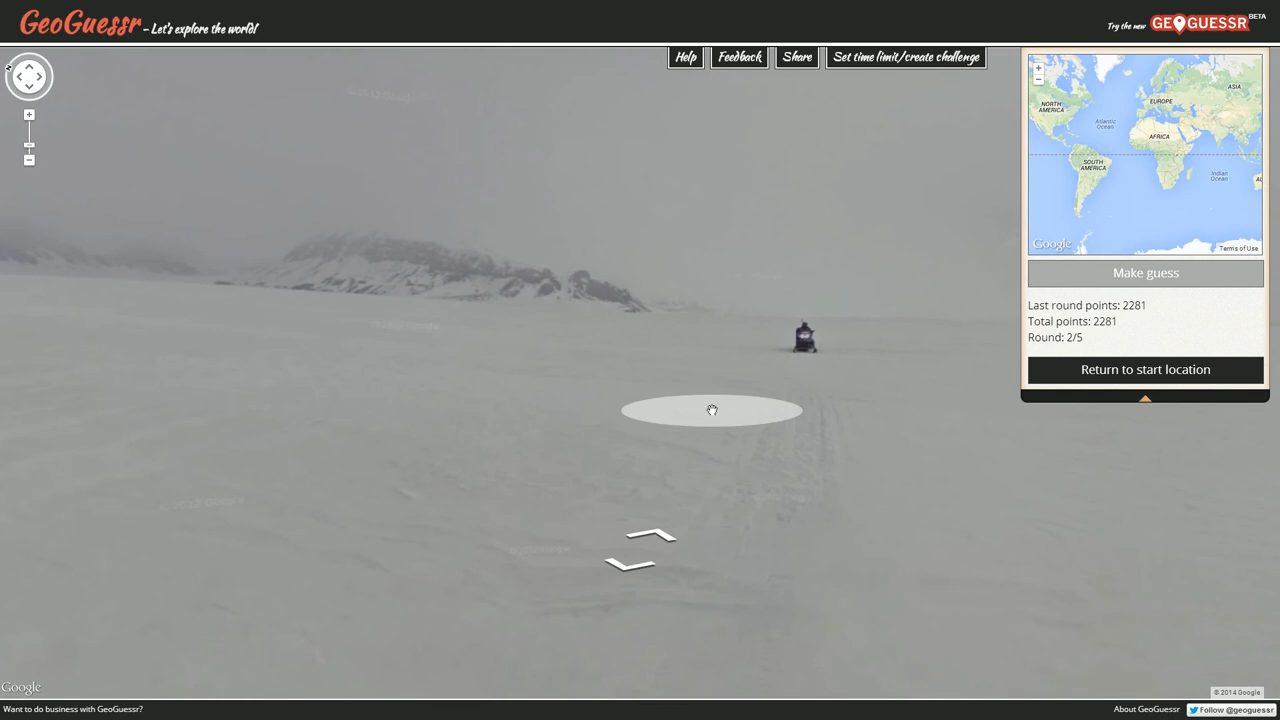 GeoGuessr - Let's explore the world!
Try the new GEOGUESSR BETA
Help
Feedback
Share
Set time limit/create challenge
NORTH AMERICA
EUROPE
ASIA
Atlantic Ocean
AFRICA
SOUTH AMERICA
Indian Ocean
AU
Google
Terms of Use
Make guess
Last round points: 2281
Total points: 2281
Round: 2/5
Return to start location
Google
© 2014 Google
Want to do business with GeoGuessr?
About GeoGuessr
Follow @geoguessr